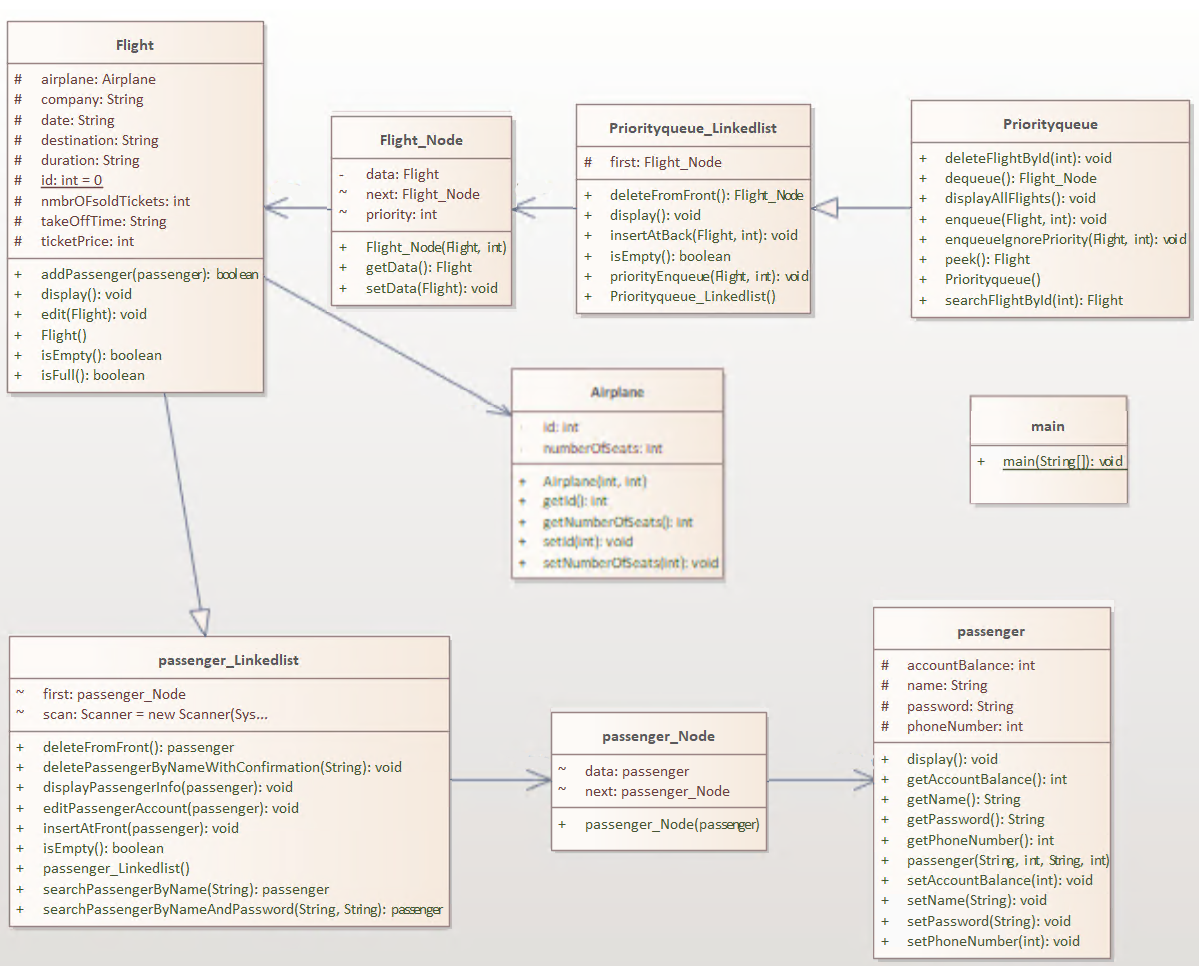 Flight
# airplane: Airplane
# company: String
# date: String
# destination: String
# duration: String
# id: int = 0
# nmbrOFsoldTickets: int
# takeOffTime: String
# ticketPrice: int
+ addPassenger(passenger): boolean
+ display(): void
+ edit(Flight): void
+ Flight()
+ isEmpty(): boolean
+ isFull(): boolean
Flight_Node
- data: Flight
~ next: Flight_Node
~ priority: int
+ Flight_Node(Flight, int)
+ getData(): Flight
+ setData(Flight): void
Priorityqueue_Linkedlist
# first: Flight_Node
+ deleteFromFront(): Flight_Node
+ display(): void
+ insertAtBack(Flight, int): void
+ isEmpty(): boolean
+ priorityEnqueue(Flight, int): void
+ Priorityqueue_Linkedlist()
Priorityqueue
+ deleteFlightById(int): void
+ dequeue(): Flight_Node
+ displayAllFlights(): void
+ enqueue(Flight, int): void
+ enqueueIgnorePriority(Flight, int): void
+ peek(): Flight
+ Priorityqueue()
+ searchFlightById(int): Flight
Airplane
id: int
numberOfSeats: int
+ Airplane(int, int)
+ getId(): int
+ getNumberOfSeats(): int
+ setId(int): void
+ setNumberOfSeats(int): void
main
+ main(String[]): void
passenger_Linkedlist
~ first: passenger_Node
~ scan: Scanner = new Scanner(Sys...
+ deleteFromFront(): passenger
+ deletePassengerByNameWithConfirmation(String): void
+ displayPassengerInfo(passenger): void
+ editPassengerAccount(passenger): void
+ insertAtFront(passenger): void
+ isEmpty(): boolean
+ passenger_Linkedlist()
+ searchPassengerByName(String): passenger
+ searchPassengerByNameAndPassword(String, String): passenger
passenger_Node
~ data: passenger
~ next: passenger_Node
+ passenger_Node(passenger)
passenger
# accountBalance: int
# name: String
# password: String
# phoneNumber: int
+ display(): void
+ getAccountBalance(): int
+ getName(): String
+ getPassword(): String
+ getPhoneNumber(): int
+ passenger(String, int, String, int)
+ setAccountBalance(int): void
+ setName(String): void
+ setPassword(String): void
+ setPhoneNumber(int): void